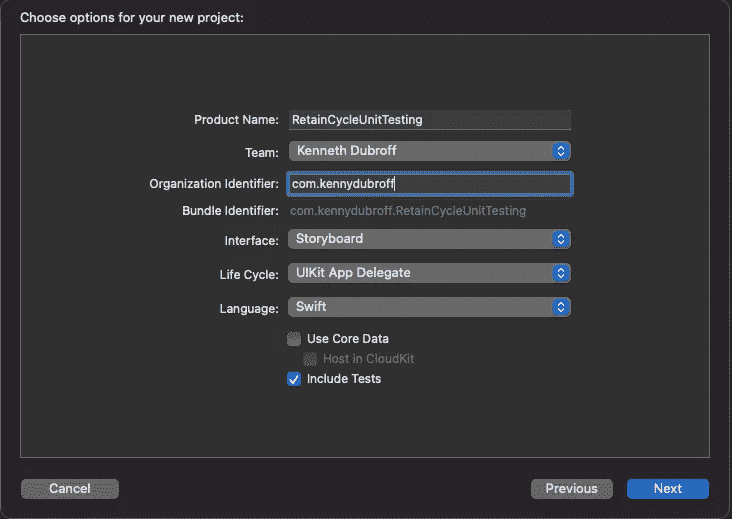 Choose options for your new project:
Product Name: RetainCycleUnitTesting
Team: Kenneth Dubroff
Organization Identifier: com.kennydubroff
Bundle Identifier: com.kennydubroff.RetainCycleUnitTesting
Interface: Storyboard
Life Cycle: UIKit App Delegate
Language: Swift
Use Core Data
Host in CloudKit
Include Tests
Cancel Previous Next